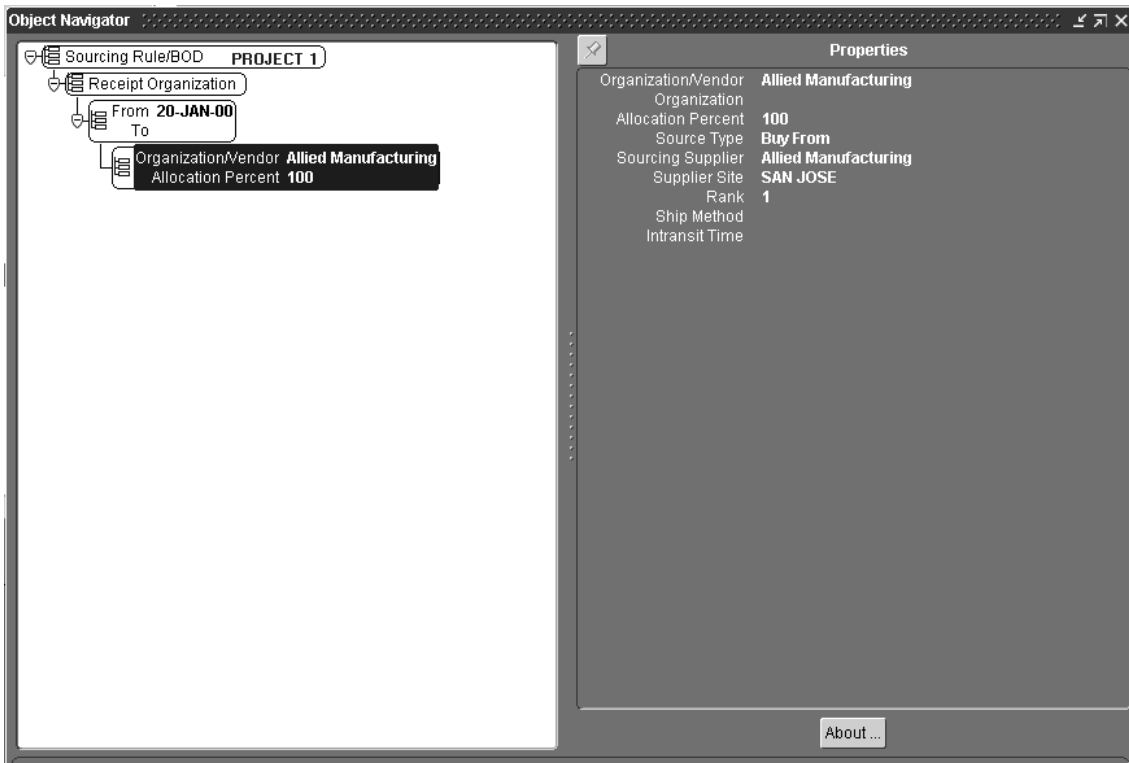 Object Navigator
Sourcing Rule/BOD PROJECT 1
Receipt Organization
From 20-JAN-00
To
Organization/Vendor Allied Manufacturing
Allocation Percent 100
Properties
Organization/Vendor Allied Manufacturing
Organization
Allocation Percent 100
Source Type Buy From
Sourcing Supplier Allied Manufacturing
Supplier Site SAN JOSE
Rank 1
Ship Method
Intransit Time
About ...